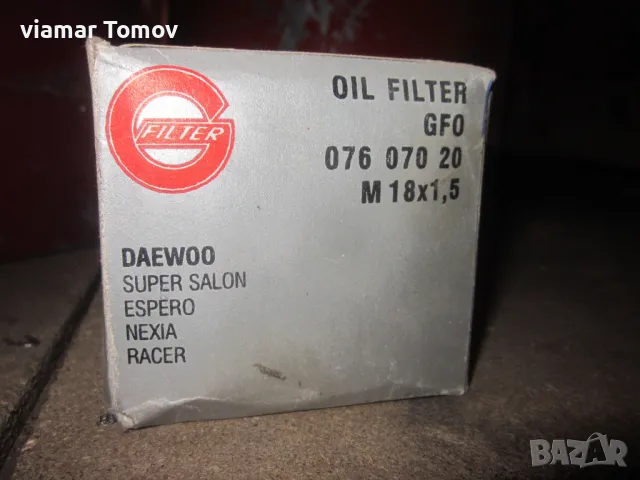 viamar Tomov
FILTER
OIL FILTER
GFO
076 070 20
M 18x1,5
DAEWOO
SUPER SALON
ESPERO
NEXIA
RACER
BAZAR